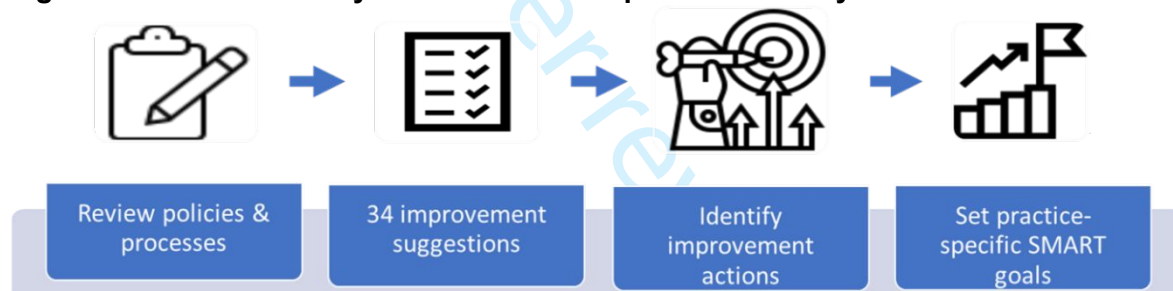 Review policies &
processes
34 improvement
suggestions
Identify
improvement
actions
Set practice-
specific SMART
goals